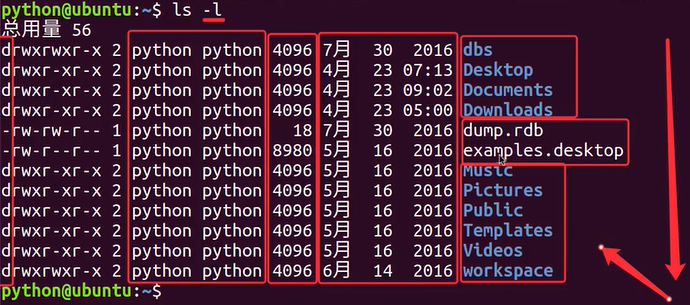 python@ubuntu:~$ ls -l
总用量 56
drwxrwxr-x 2 python python 4096 7月 30 2016 dbs
drwxr-xr-x 2 python python 4096 4月 23 07:13 Desktop
drwxr-xr-x 2 python python 4096 4月 23 09:02 Documents
drwxr-xr-x 2 python python 4096 4月 23 05:00 Downloads
-rw-rw-r-- 1 python python 18 7月 30 2016 dump.rdb
-rw-r--r-- 1 python python 8980 5月 16 2016 examples.desktop
drwxr-xr-x 2 python python 4096 5月 16 2016 Music
drwxr-xr-x 2 python python 4096 5月 16 2016 Pictures
drwxr-xr-x 2 python python 4096 5月 16 2016 Public
drwxr-xr-x 2 python python 4096 5月 16 2016 Templates
drwxr-xr-x 2 python python 4096 5月 16 2016 Videos
drwxrwxr-x 2 python python 4096 6月 14 2016 workspace
python@ubuntu:~$